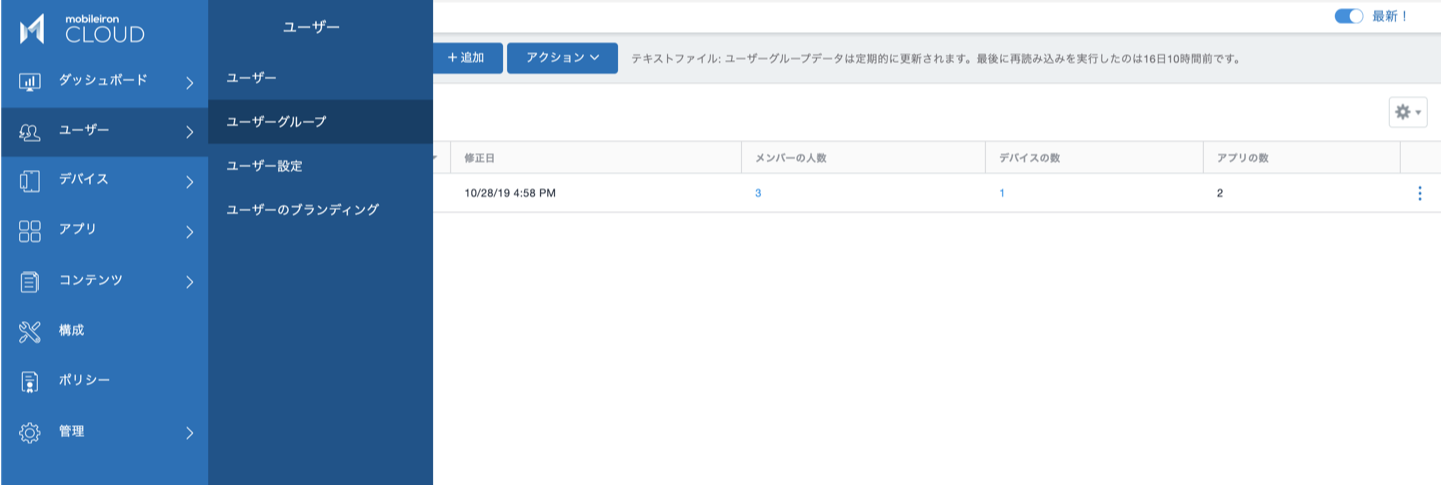 mobileiron
CLOUD
ダッシュボード
ユーザー
デバイス
アプリ
コンテンツ
構成
ポリシー
管理
ユーザー
ユーザー
ユーザーグループ
ユーザー設定
ユーザーのブランディング
最新！
+ 追加
アクション
テキストファイル: ユーザーグループデータは定期的に更新されます。最後に再読み込みを実行したのは16日10時間前です。
修正日 メンバーの人数 デバイスの数 アプリの数
10/28/19 4:58 PM 3 1 2